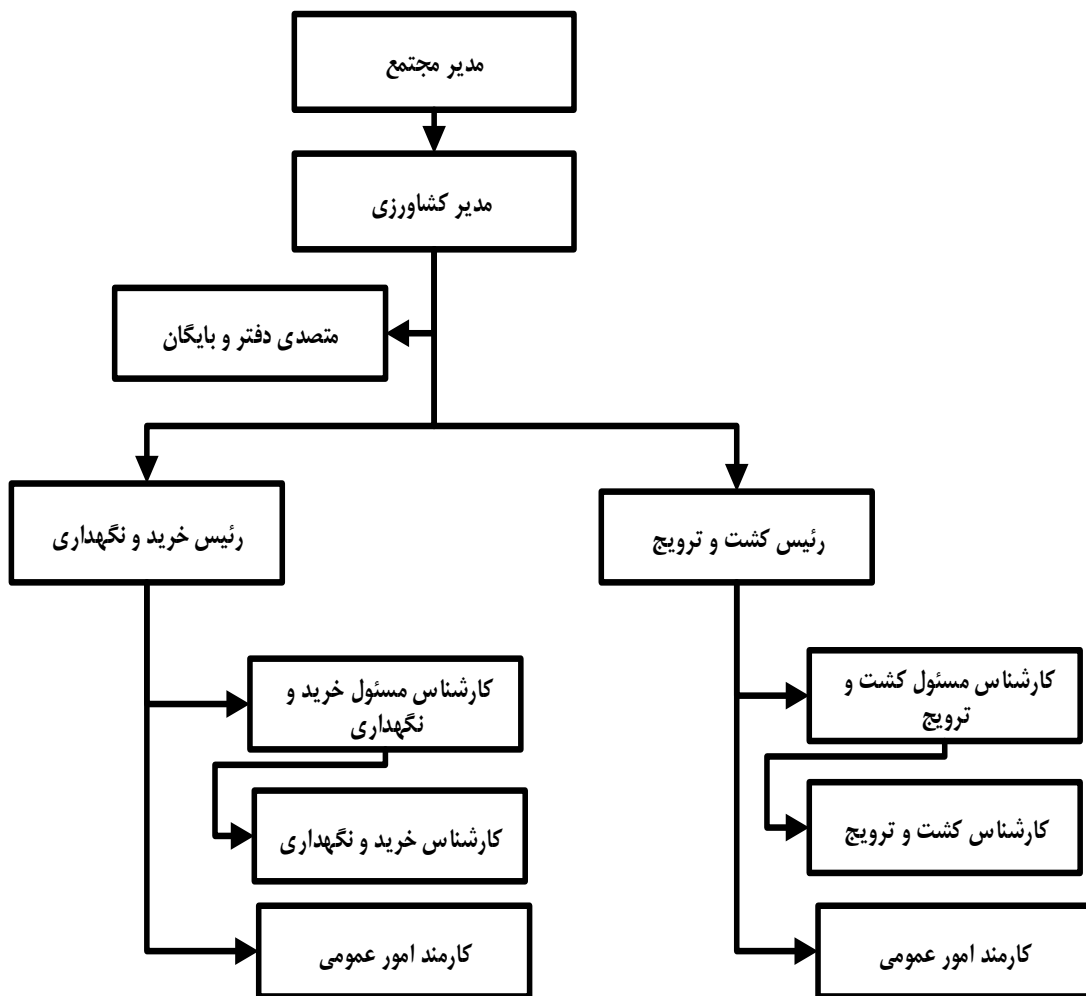 مدیر مجتمع
مدیر کشاورزی
متصدی دفتر و بایگان
رئیس کشت و ترویج
رئیس خرید و نگهداری
کارشناس مسئول کشت و
ترویج
کارشناس کشت و ترویج
کارمند امور عمومی
کارشناس مسئول خرید و
نگهداری
کارشناس خرید و نگهداری
کارمند امور عمومی